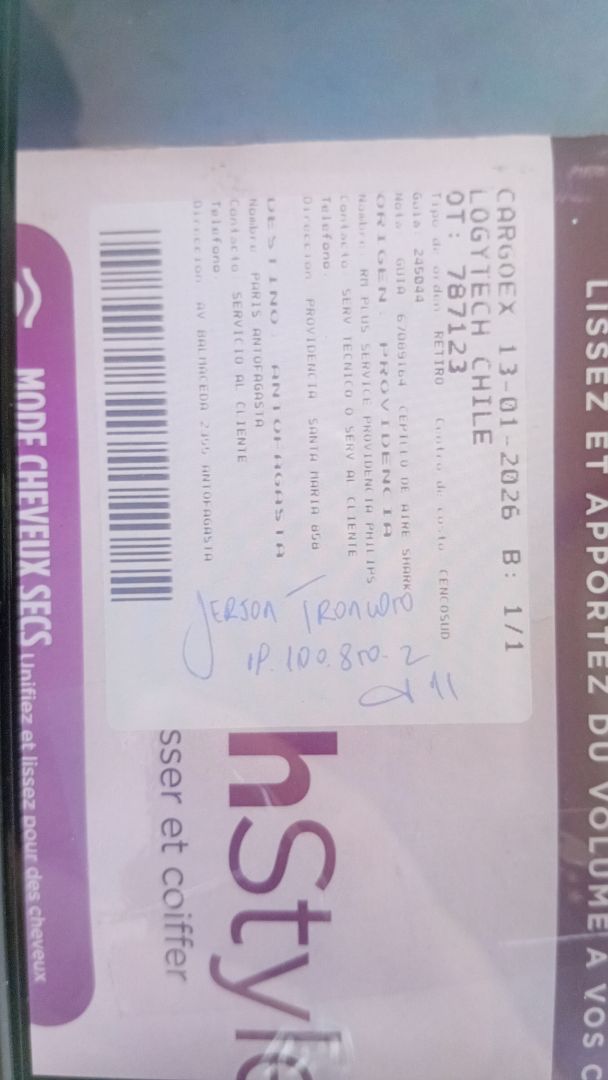 LISSEZ ET APPORTEZ DU VOLUME À VOS C
CARGOEX 13-01-2026 B: 1/1
LOGYTECH CHILE
OT: 787123
Tipo de orden RETIRO Centro de costo CENCOSUD
Guia 245044
Nota GUIA 67069164 CEPILLO DE AIRE SHARK
ORIGEN. PROVIDENCIA
Nombre RM PLUS SERVICE PROVIDENCIA PHILIPS
Contacto SERV TECNICO O SERV AL CLIENTE
Telefono.
Direccion PROVIDENCIA SANTA MARIA 858
DESTINO. ANTOFAGASTA
Nombre PARIS ANTOFAGASTA
Contacto SERVICIO AL CLIENTE
Telefono.
Direccion AV BALMACEDA 2355 ANTOFAGASTA
JERSON
hStyle
sser et coiffer
MODE CHEVEUX SECS Unifiez et lissez pour des cheveux